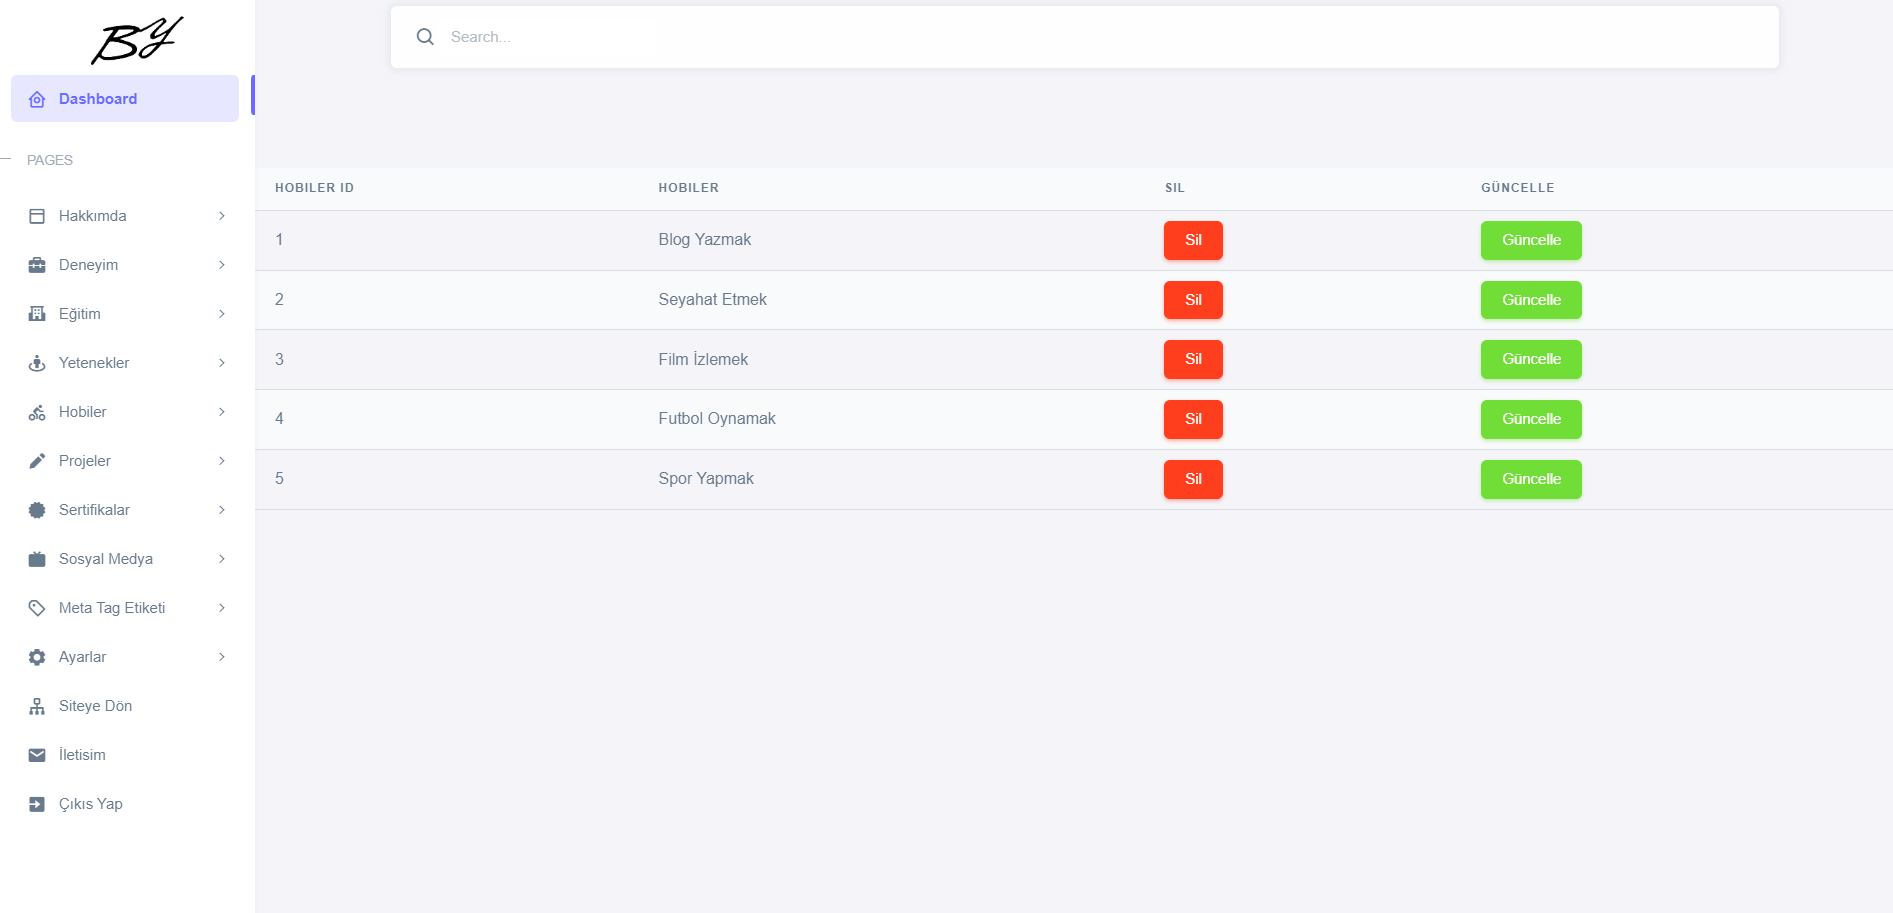 BY
Search...
Dashboard
PAGES
Hakkımda
Deneyim
Eğitim
Yetenekler
Hobiler
Projeler
Sertifikalar
Sosyal Medya
Meta Tag Etiketi
Ayarlar
Siteye Dön
İletisim
Çıkıs Yap
HOBILER ID HOBILER SIL GÜNCELLE
1 Blog Yazmak Sil Güncelle
2 Seyahat Etmek Sil Güncelle
3 Film İzlemek Sil Güncelle
4 Futbol Oynamak Sil Güncelle
5 Spor Yapmak Sil Güncelle